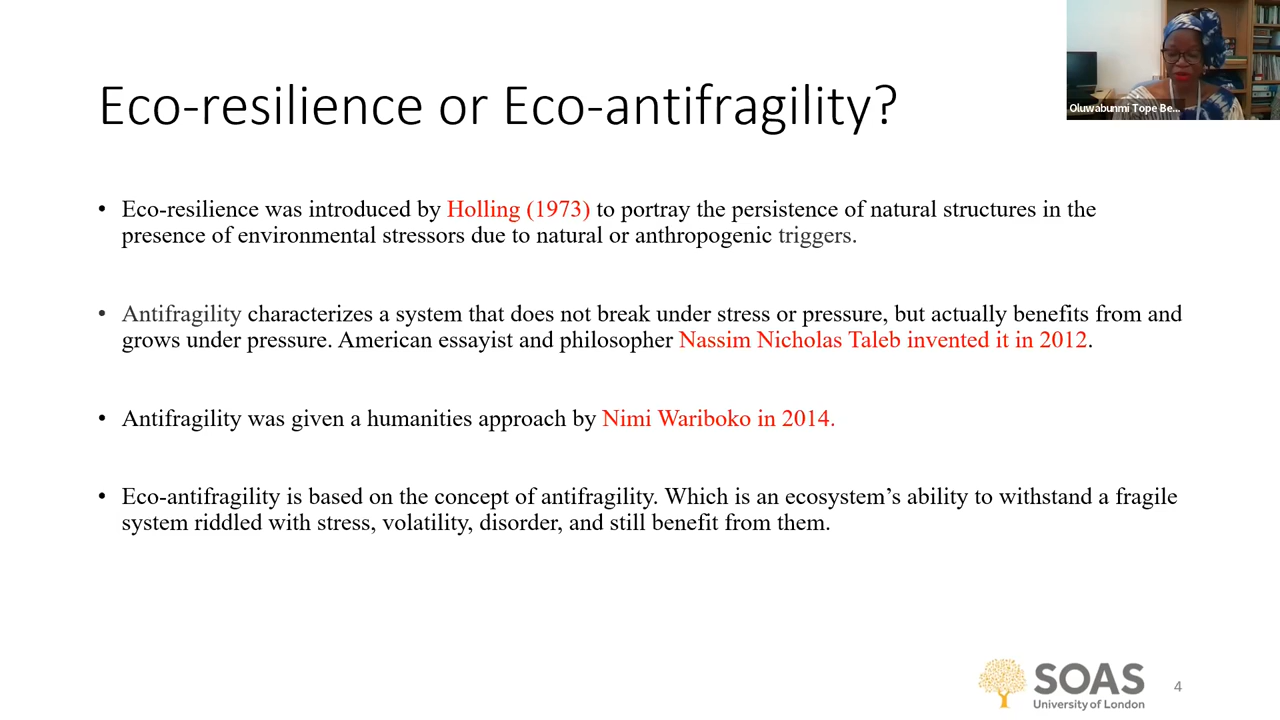 Eco-resilience or Eco-antifragility?
Oluwabunmi Tope Be...
• Eco-resilience was introduced by Holling (1973) to portray the persistence of natural structures in the
presence of environmental stressors due to natural or anthropogenic triggers.
• Antifragility characterizes a system that does not break under stress or pressure, but actually benefits from and
grows under pressure. American essayist and philosopher Nassim Nicholas Taleb invented it in 2012.
• Antifragility was given a humanities approach by Nimi Wariboko in 2014.
• Eco-antifragility is based on the concept of antifragility. Which is an ecosystem’s ability to withstand a fragile
system riddled with stress, volatility, disorder, and still benefit from them.
SOAS
University of London
4